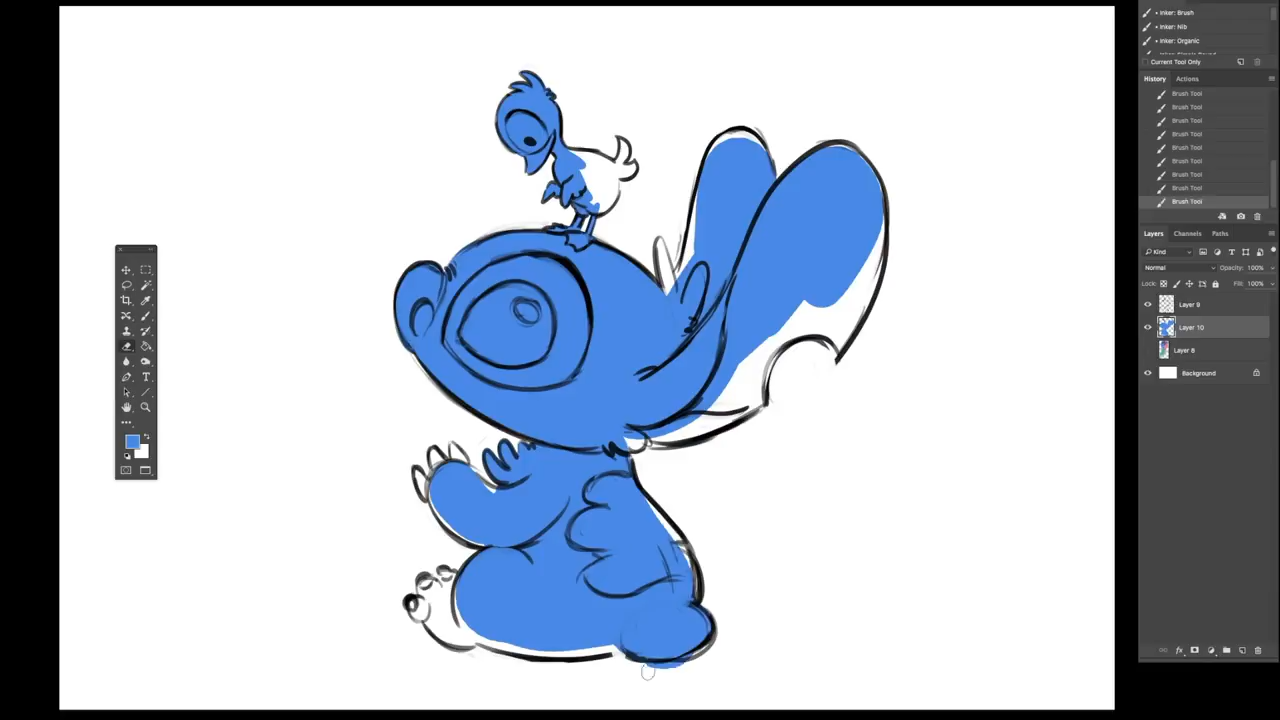 Inker: Brush
Inker: Nib
Inker: Organic
Current Tool Only
History Actions
Brush Tool
Brush Tool
Brush Tool
Brush Tool
Brush Tool
Brush Tool
Brush Tool
Brush Tool
Brush Tool
Layers Channels Paths
Kind
Normal Opacity: 100%
Lock: Fill: 100%
Layer 9
Layer 10
Layer 8
Background
fx